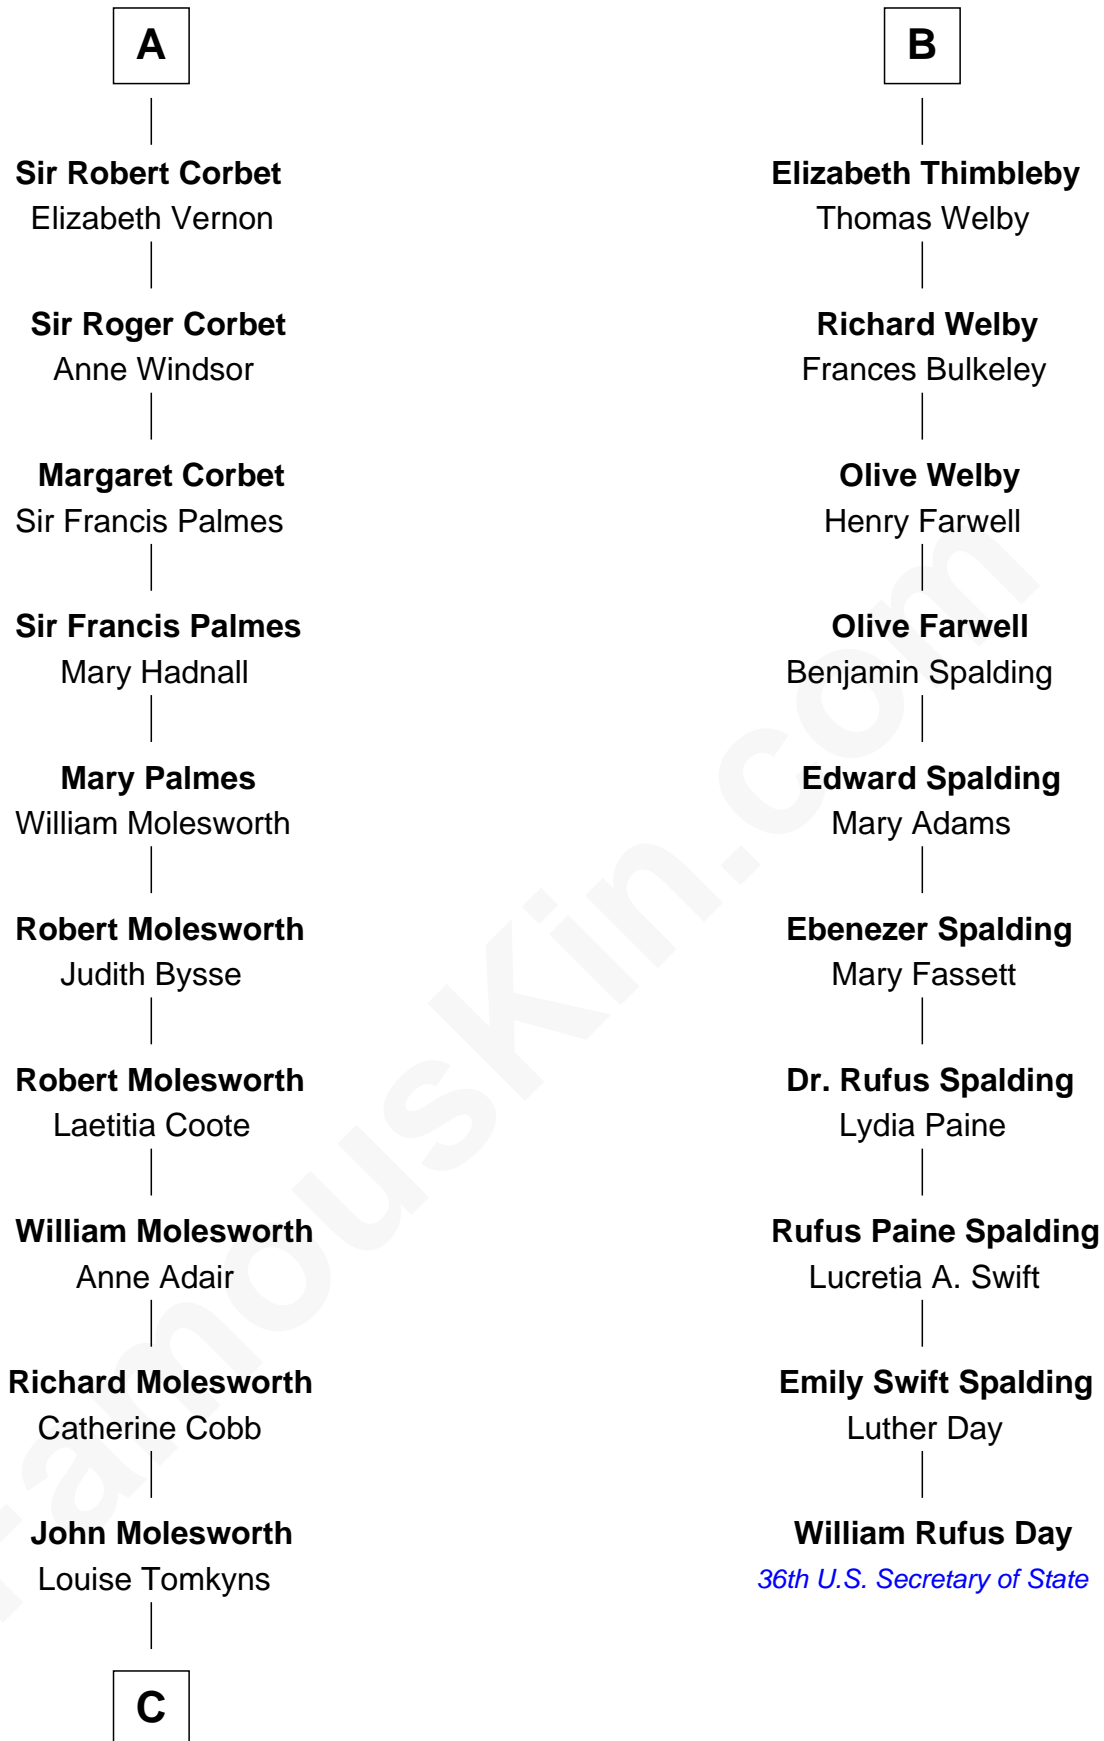 A
Sir Robert Corbet
Elizabeth Vernon
Sir Roger Corbet
Anne Windsor
Margaret Corbet
Sir Francis Palmes
Sir Francis Palmes
Mary Hadnall
Mary Palmes
William Molesworth
Robert Molesworth
Judith Bysse
Robert Molesworth
Laetitia Coote
William Molesworth
Anne Adair
Richard Molesworth
Catherine Cobb
John Molesworth
Louise Tomkyns
C
B
Elizabeth Thimbleby
Thomas Welby
Richard Welby
Frances Bulkeley
Olive Welby
Henry Farwell
Olive Farwell
Benjamin Spalding
Edward Spalding
Mary Adams
Ebenezer Spalding
Mary Fassett
Dr. Rufus Spalding
Lydia Paine
Rufus Paine Spalding
Lucretia A. Swift
Emily Swift Spalding
Luther Day
William Rufus Day
36th U.S. Secretary of State
FamousKin.com